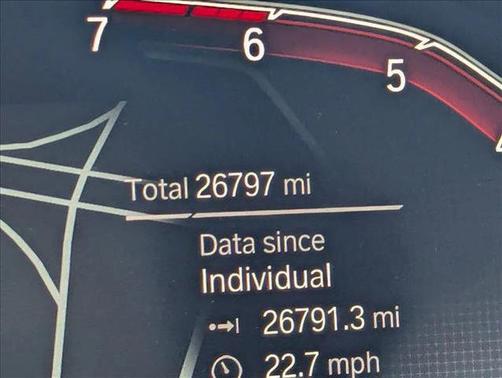 7 6 5
Total 26797 mi
Data since
Individual
26791.3 mi
22.7 mph